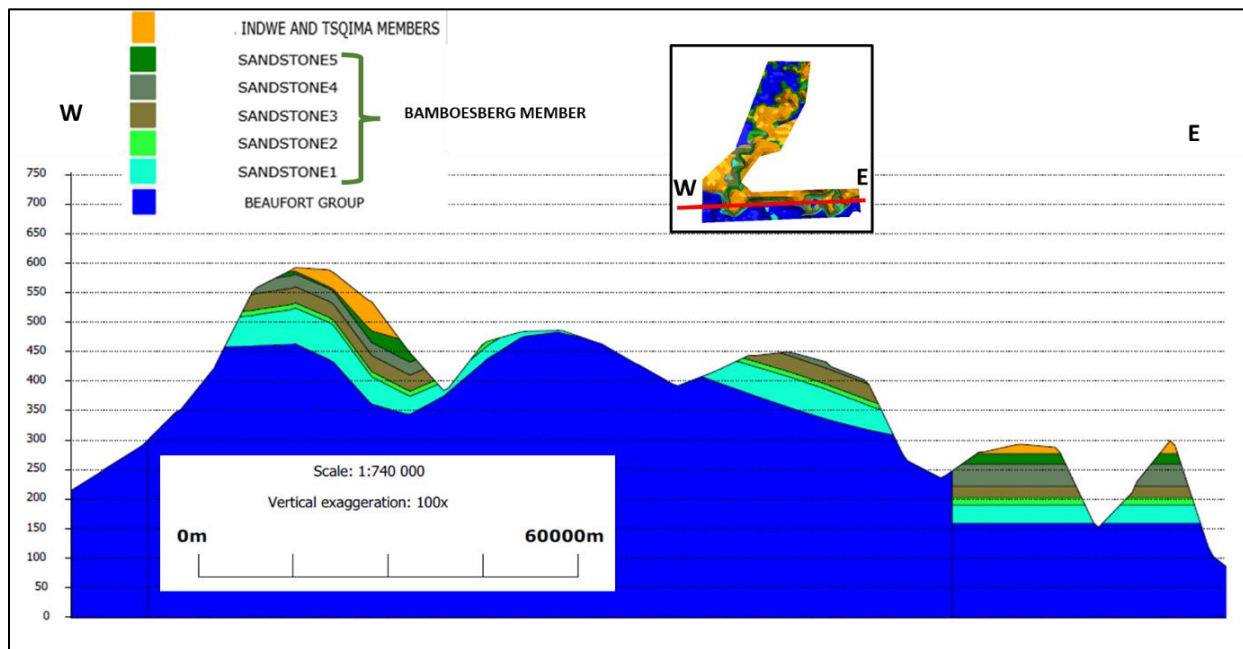 . INDWE AND TSQIMA MEMBERS
SANDSTONE5
SANDSTONE4
SANDSTONE3
SANDSTONE2
SANDSTONE1
BEAUFORT GROUP
BAMBOESBERG MEMBER
W
E
W
E
750
700
650
600
550
500
450
400
350
300
250
200
150
100
50
0
Scale: 1:740 000
Vertical exaggeration: 100x
0m 60000m